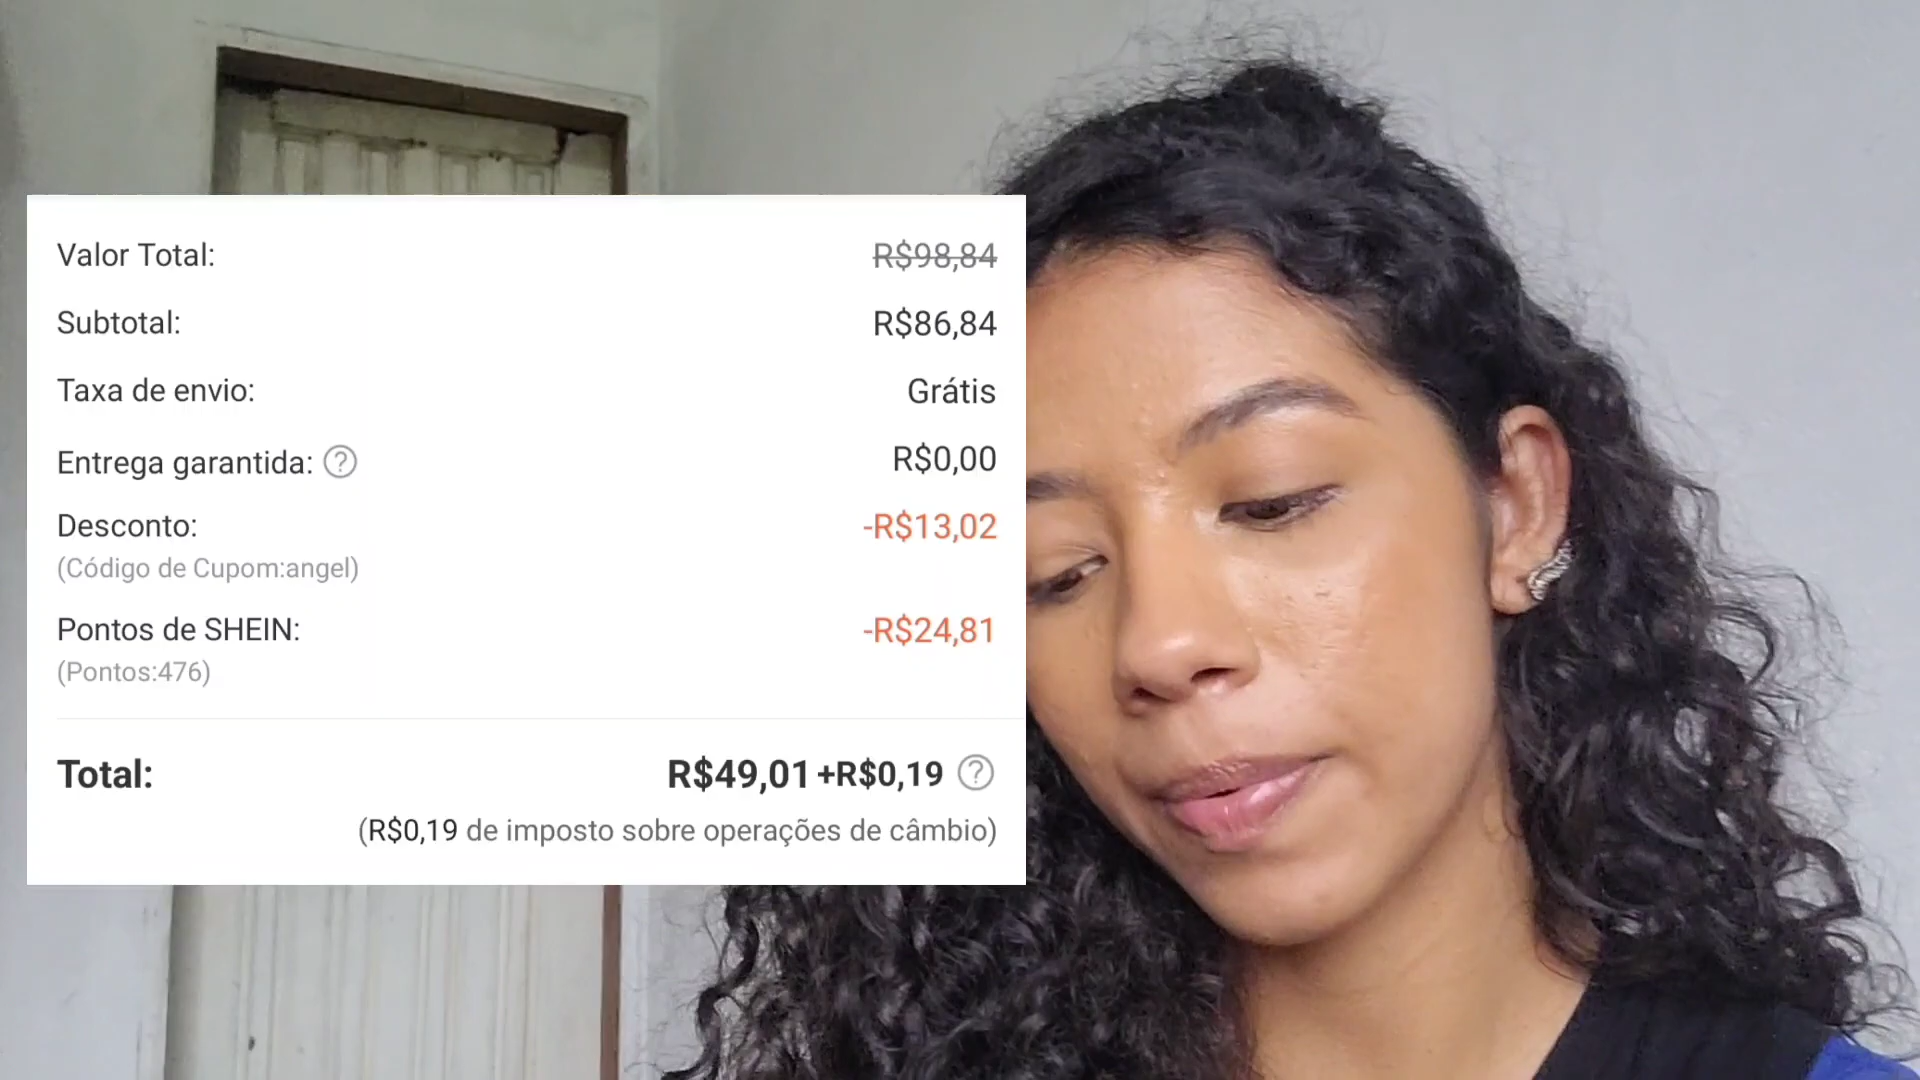 Valor Total: R$98,84
Subtotal: R$86,84
Taxa de envio: Grátis
Entrega garantida: ? R$0,00
Desconto: -R$13,02
(Código de Cupom:angel)
Pontos de SHEIN: -R$24,81
(Pontos:476)
Total: R$49,01 +R$0,19 ?
(R$0,19 de imposto sobre operações de câmbio)